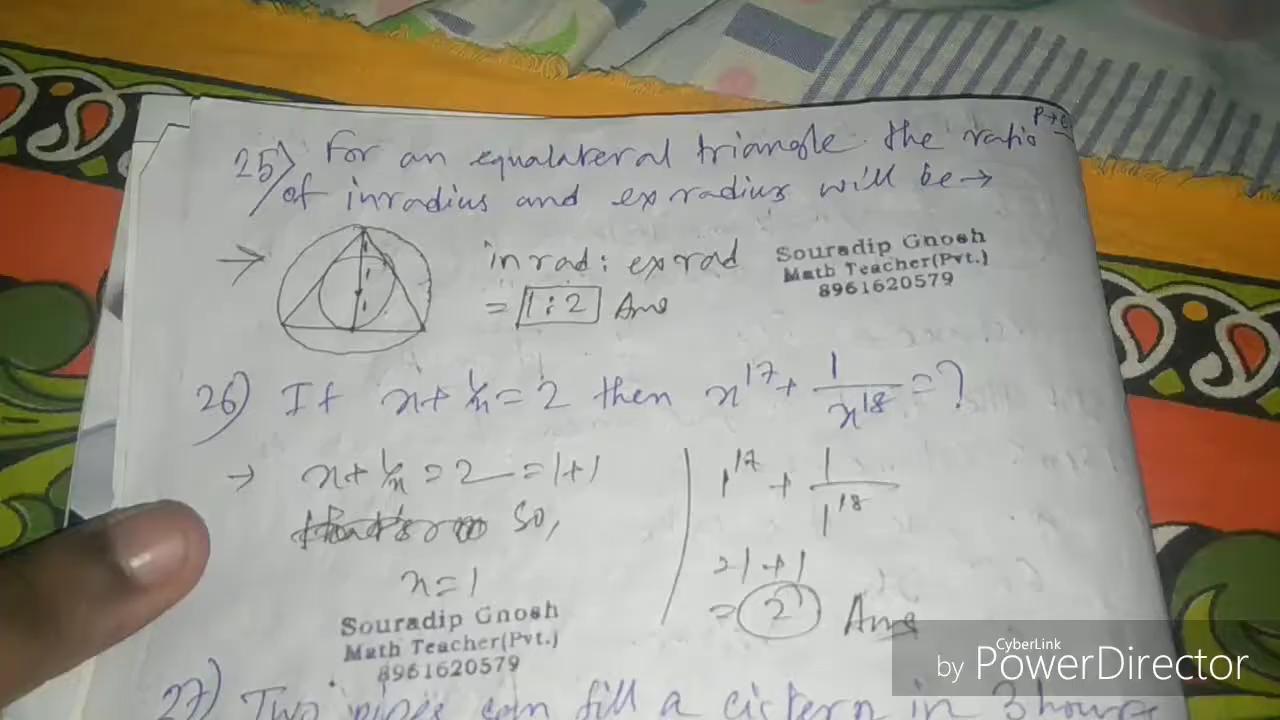 P→
25) For an equalateral triangle the ratio
of inradius and exradius will be→
→ inrad : exrad
= 1 : 2 Ans
Souradip Gnosh
Math Teacher(Pvt.)
8961620579
26) If x+1/x=2 then x^17+1/x^18=?
→ x+1/x=2=1+1
So,
x=1
1^17+1/1^18
=1+1
=2 Ans
Souradip Gnosh
Math Teacher(Pvt.)
8961620579
27) Two pipes can fill a cistern in 3 hours
CyberLink
by PowerDirector